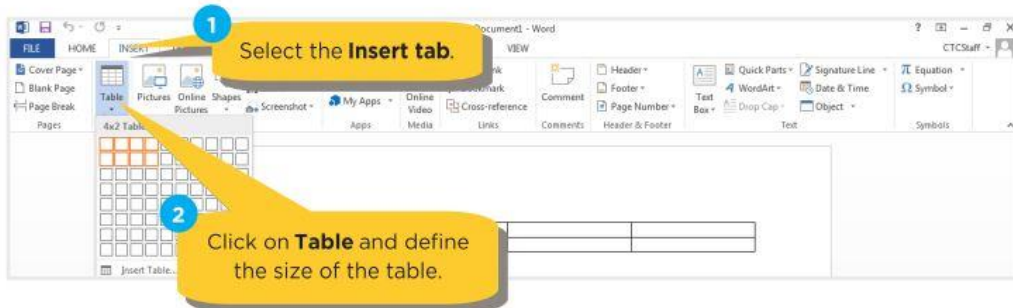 Document1 - Word
FILE HOME INSERT VIEW CTCStaff
1
Select the Insert tab.
Cover Page
Blank Page
Page Break
Pages
Table
Pictures
Online Pictures
Shapes
Screenshot
My Apps
Apps
Online Video
Media
Cross-reference
Links
Comment
Comments
Header
Footer
Page Number
Header & Footer
Text Box
Quick Parts
WordArt
Drop Cap
Signature Line
Date & Time
Object
Text
π Equation
Ω Symbol
Symbols
4x2 Table
2
Click on Table and define
the size of the table.
Insert Table...